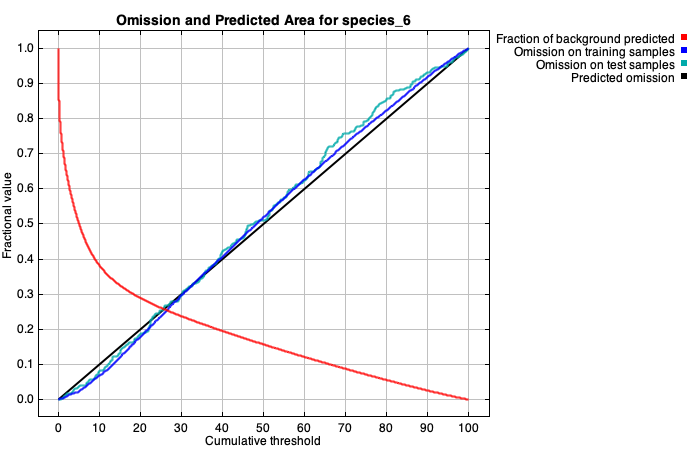 Omission and Predicted Area for species_6
Fraction of background predicted
Omission on training samples
Omission on test samples
Predicted omission
Fractional value
1.0
0.9
0.8
0.7
0.6
0.5
0.4
0.3
0.2
0.1
0.0
0 10 20 30 40 50 60 70 80 90 100
Cumulative threshold